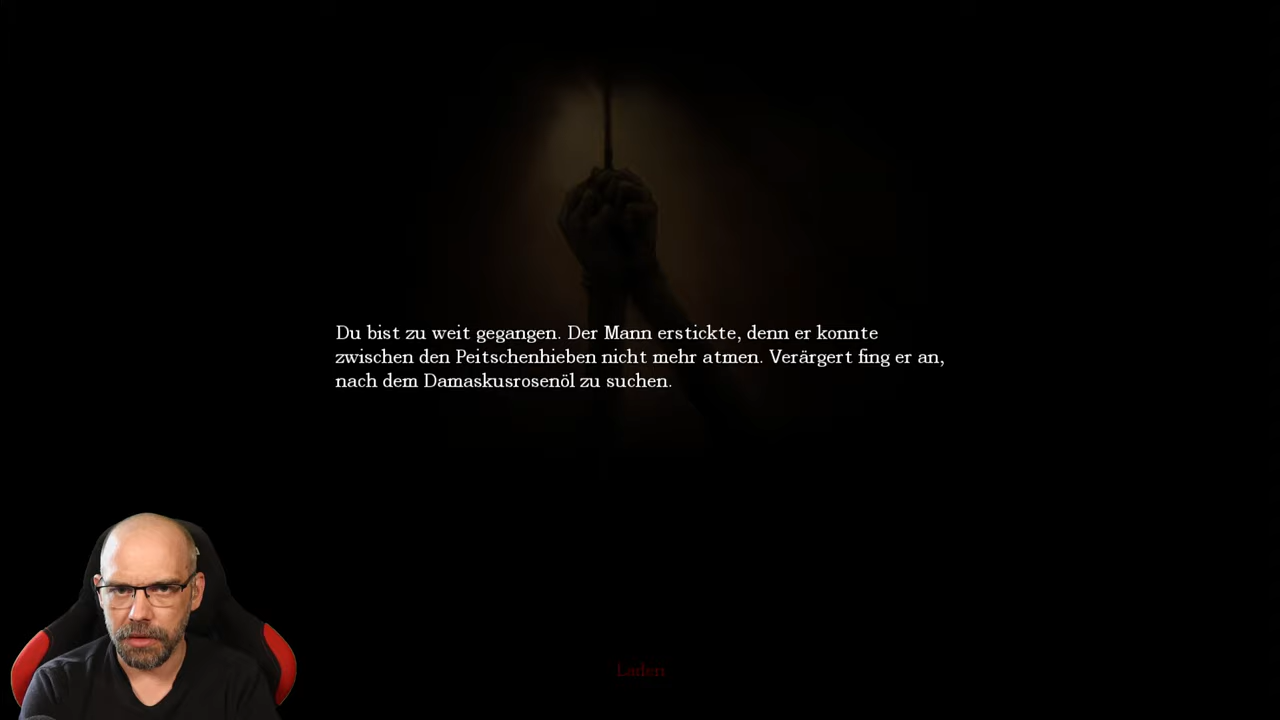 Du bist zu weit gegangen. Der Mann erstickte, denn er konnte
zwischen den Peitschenhieben nicht mehr atmen. Verärgert fing er an,
nach dem Damaskusrosenöl zu suchen.
Laden